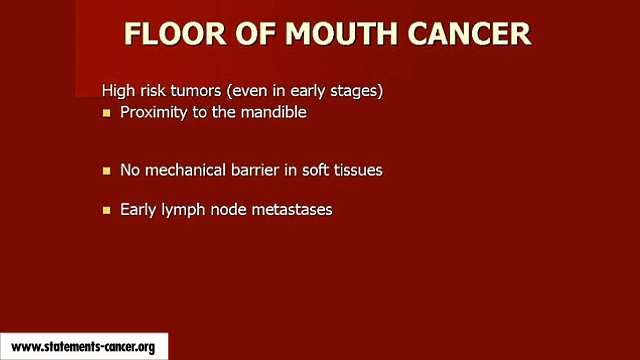 FLOOR OF MOUTH CANCER
High risk tumors (even in early stages)
Proximity to the mandible
No mechanical barrier in soft tissues
Early lymph node metastases
www.statements-cancer.org